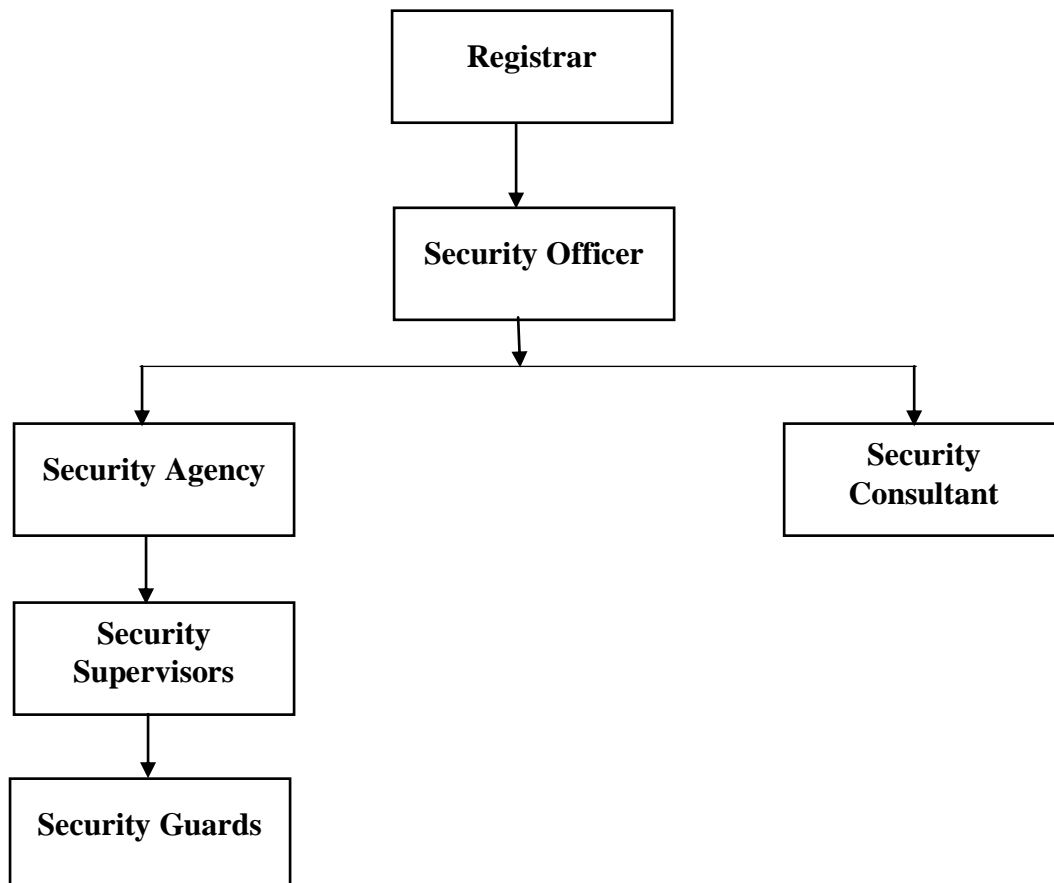 Registrar
Security Officer
Security Agency
Security
Consultant
Security
Supervisors
Security Guards